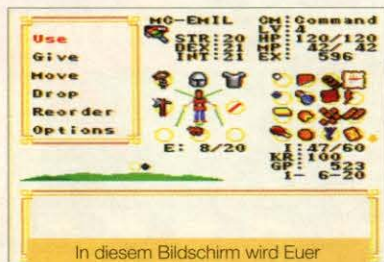 MC-EMIL CM:Command
LV: 4
Use STR:20 HP:120/120
DEX:21 MP: 42/ 42
Give INT:21 EX: 596
Move
Drop
Reorder
Options
E: 8/20 I:47/60
KR:100
GP: 523
1- 6-20
In diesem Bildschirm wird Euer